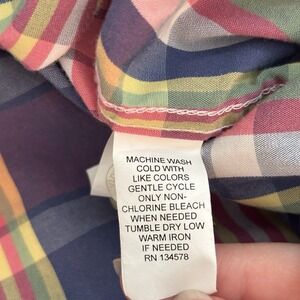 MACHINE WASH
COLD WITH
LIKE COLORS
GENTLE CYCLE
ONLY NON-
CHLORINE BLEACH
WHEN NEEDED
TUMBLE DRY LOW
WARM IRON
IF NEEDED
RN 134578